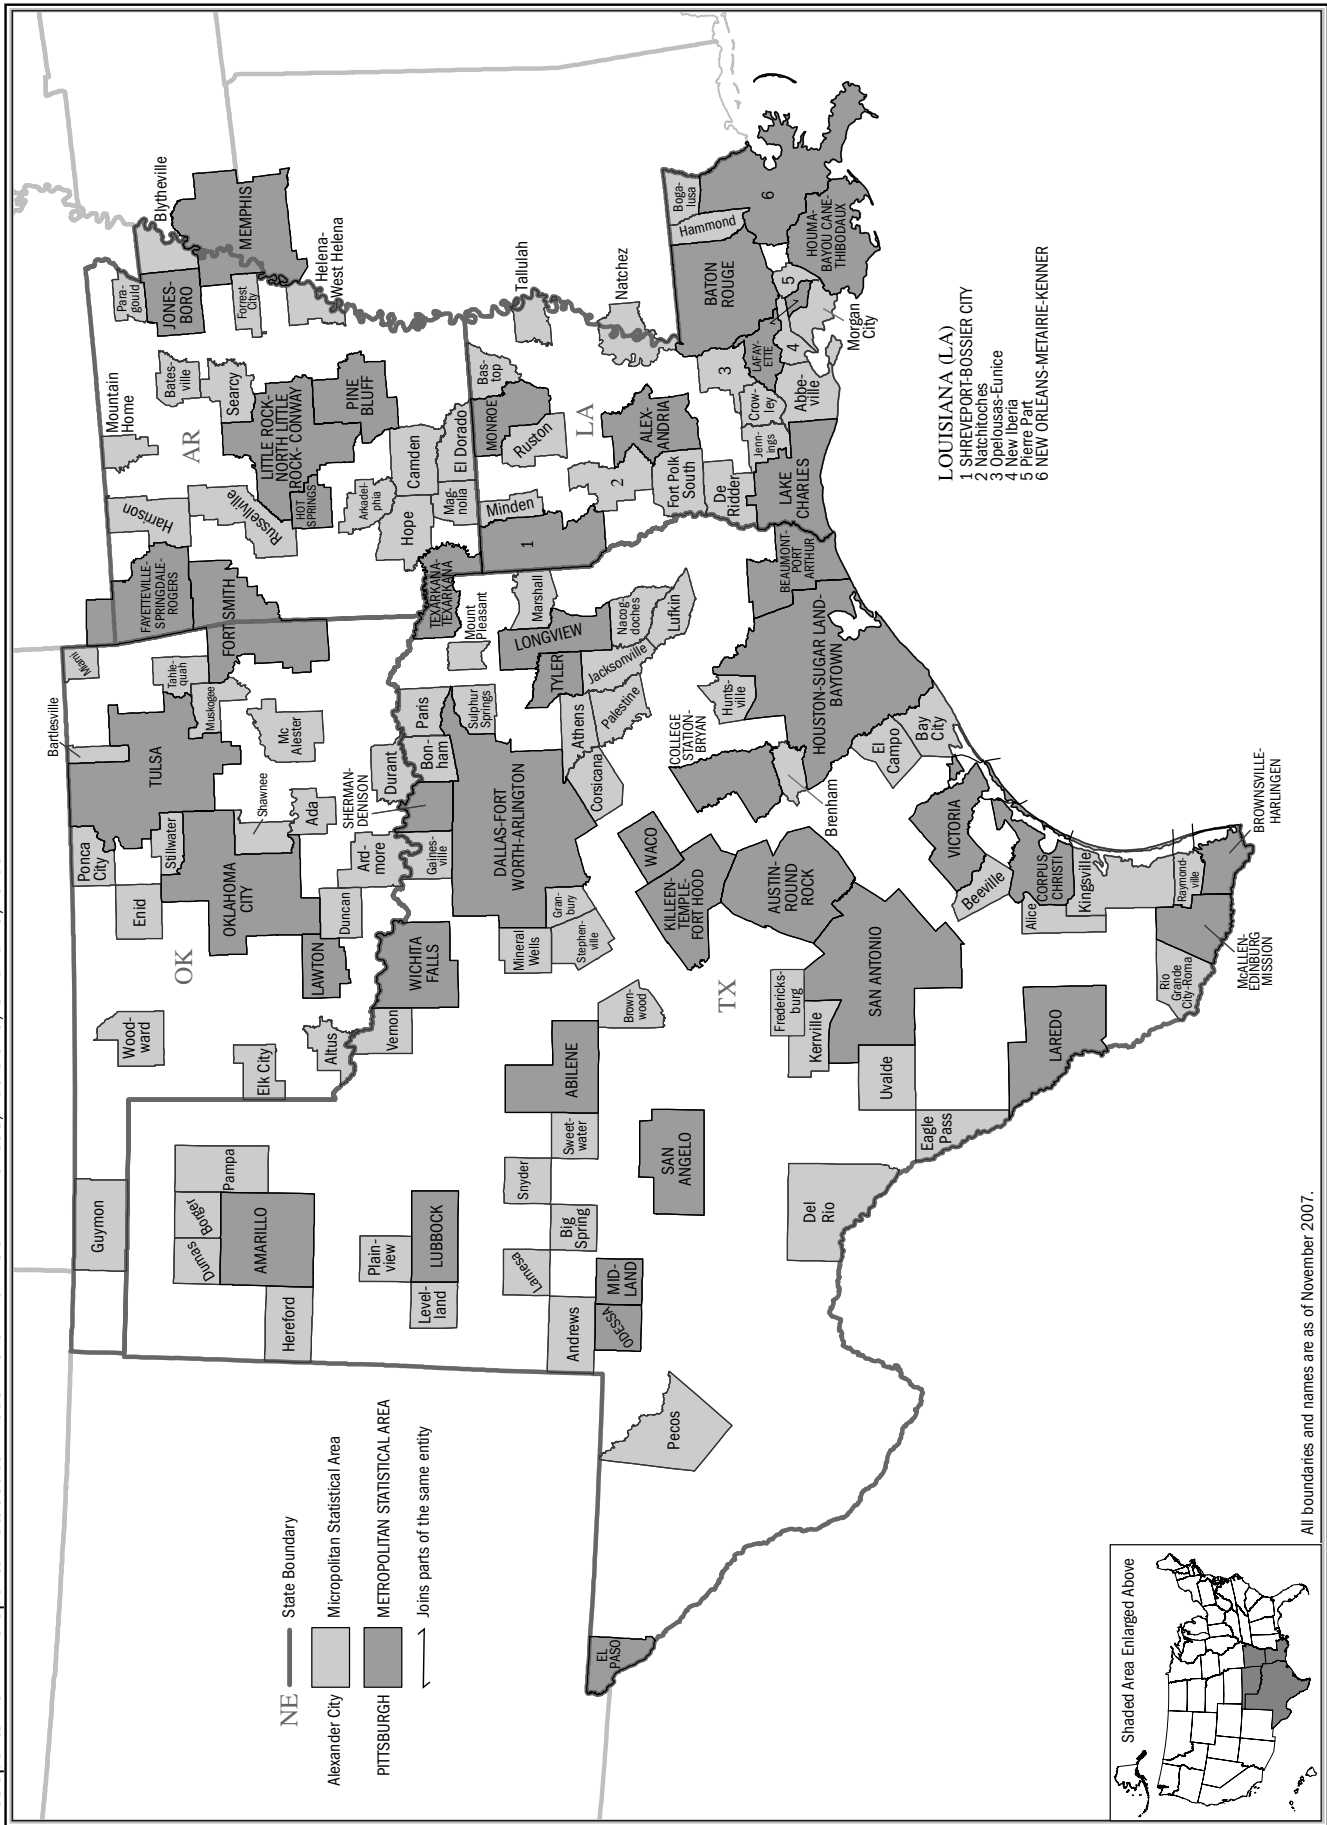 Blytheville
MEMPHIS
Para-
gould
JONES-
BORO
Forrest
City
Helena-
West Helena
Mountain
Home
Bates-
ville
Searcy
AR
LITTLE ROCK-
NORTH LITTLE
ROCK- CONWAY
PINE
BLUFF
HOT
SPRINGS
Harrison
Russellville
Arkadel-
phia
Camden
El Dorado
Mag-
nolia
Hope
FAYETTEVILLE-
SPRINGDALE-
ROGERS
FORT SMITH
TEXARKANA-
TEXARKANA
Tallulah
Natchez
Bas-
top
MONROE
Ruston
LA
Minden
1
2
ALEX-
ANDRIA
Fort Polk
South
De
Ridder
LAKE
CHARLES
Jenn-
ings
Crow-
ley
Abbe-
ville
LAFAY-
ETTE
3
4
5
6
Morgan
City
BATON
ROUGE
Hammond
Boga-
lusa
HOUMA-
BAYOU CANE-
THIBODAUX
LOUISIANA (LA)
1 SHREVEPORT-BOSSIER CITY
2 Natchitoches
3 Opelousas-Eunice
4 New Iberia
5 Pierre Part
6 NEW ORLEANS-METAIRIE-KENNER
Miami
Bartlesville
TULSA
Tahle-
quah
Muskogee
Mc
Alester
Ponca
City
Stillwater
Enid
OKLAHOMA
CITY
Shawnee
Ada
Ard-
more
Durant
Duncan
LAWTON
OK
Wood-
ward
Elk City
Altus
Guymon
SHERMAN-
DENISON
Bon-
ham
Paris
Sulphur
Springs
Mount
Pleasant
Marshall
LONGVIEW
TYLER
Nacog-
doches
Lufkin
Jacksonville
Palestine
Athens
Corsicana
Gaines-
ville
DALLAS-FORT
WORTH-ARLINGTON
Gran-
bury
Stephen-
ville
Mineral
Wells
WICHITA
FALLS
Vernon
WACO
KILLEEN-
TEMPLE-
FORT HOOD
Brown-
wood
ABILENE
Sweet-
water
Snyder
Big
Spring
Lamesa
MID-
LAND
ODESSA
Andrews
SAN
ANGELO
Pampa
Borger
Dumas
AMARILLO
Hereford
Plain-
view
LUBBOCK
Level-
land
Pecos
EL
PASO
TX
COLLEGE
STATION-
BRYAN
Hunts-
ville
BEAUMONT-
PORT
ARTHUR
HOUSTON-SUGAR LAND-
BAYTOWN
Brenham
El
Campo
Bay
City
AUSTIN-
ROUND
ROCK
SAN ANTONIO
Fredericks-
burg
Kerrville
Uvalde
Eagle
Pass
Del
Rio
LAREDO
VICTORIA
Beeville
CORPUS
CHRISTI
Alice
Kingsville
Raymond-
ville
BROWNSVILLE-
HARLINGEN
McALLEN-
EDINBURG
MISSION
Rio
Grande
City-Roma
NE
State Boundary
Alexander City
Micropolitan Statistical Area
PITTSBURGH
METROPOLITAN STATISTICAL AREA
Joins parts of the same entity
Shaded Area Enlarged Above
All boundaries and names are as of November 2007.